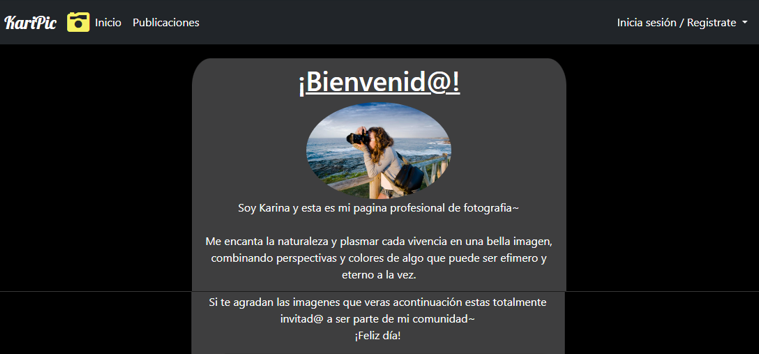 KariPic Inicio Publicaciones Inicia sesión / Registrate
¡Bienvenid@!
Soy Karina y esta es mi pagina profesional de fotografia~
Me encanta la naturaleza y plasmar cada vivencia en una bella imagen,
combinando perspectivas y colores de algo que puede ser efimero y
eterno a la vez.
Si te agradan las imagenes que veras acontinuación estas totalmente
invitad@ a ser parte de mi comunidad~
¡Feliz día!